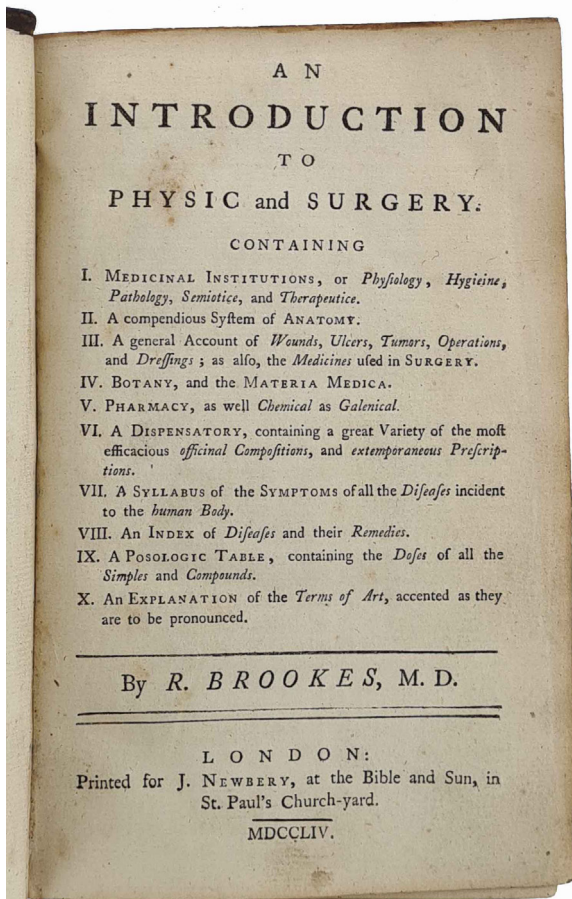 AN
INTRODUCTION
TO
PHYSIC and SURGERY.
CONTAINING
I. MEDICINAL INSTITUTIONS, or Phyſiology, Hygieine,
Pathology, Semiotice, and Therapeutice.
II. A compendious Syſtem of ANATOMY.
III. A general Account of Wounds, Ulcers, Tumors, Operations,
and Dreſſings ; as alſo, the Medicines uſed in SURGERY.
IV. BOTANY, and the MATERIA MEDICA.
V. PHARMACY, as well Chemical as Galenical.
VI. A DISPENSATORY, containing a great Variety of the moſt
efficacious officinal Compoſitions, and extemporaneous Preſcrip-
tions.
VII. A SYLLABUS of the SYMPTOMS of all the Diſeaſes incident
to the human Body.
VIII. An INDEX of Diſeaſes and their Remedies.
IX. A POSOLOGIC TABLE, containing the Doſes of all the
Simples and Compounds.
X. An EXPLANATION of the Terms of Art, accented as they
are to be pronounced.
By R. BROOKES, M. D.
LONDON:
Printed for J. NEWBERY, at the Bible and Sun, in
St. Paul's Church-yard.
MDCCLIV.